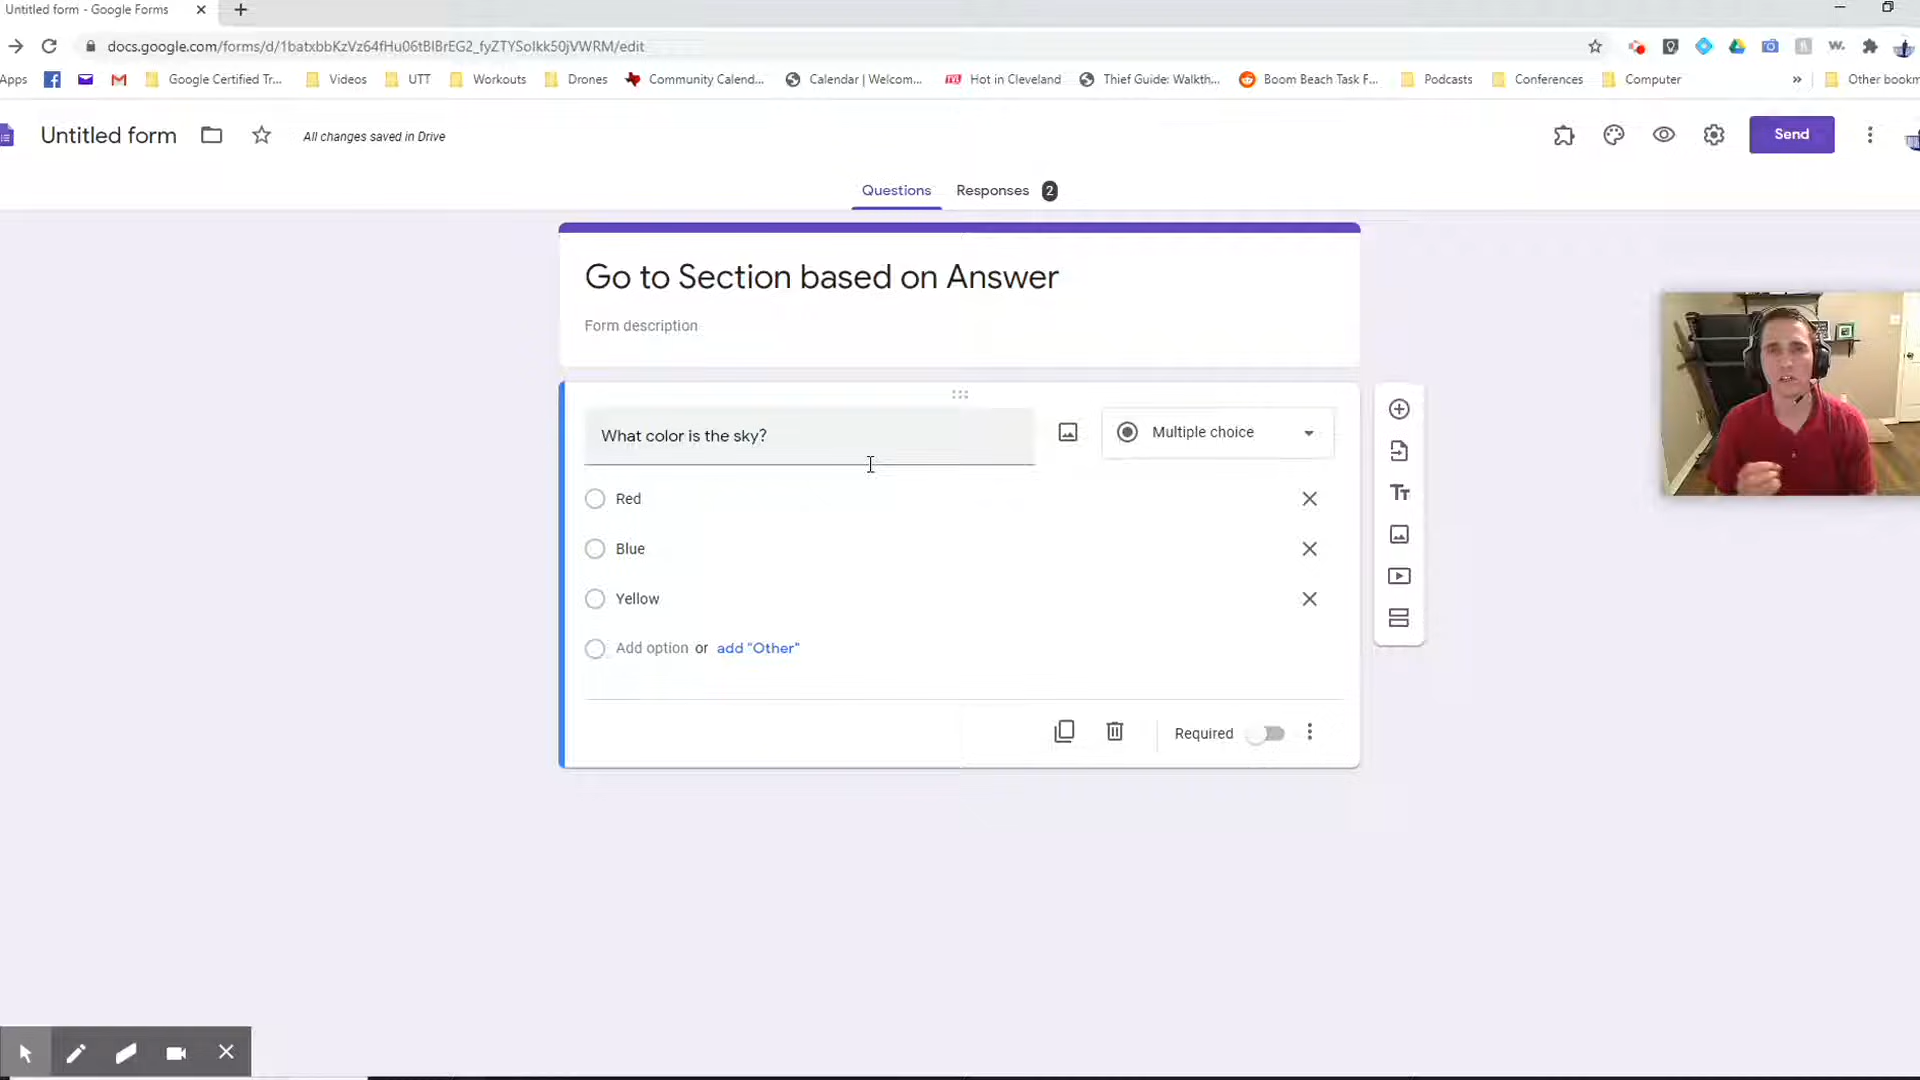 Untitled form - Google Forms
docs.google.com/forms/d/1batxbbKzVz64fHu06tBIBrEG2_fyZTYSoIkk50jVWRM/edit
Apps
Google Certified Tr...
Videos
UTT
Workouts
Drones
Community Calend...
Calendar | Welcom...
Hot in Cleveland
Thief Guide: Walkth...
Boom Beach Task F...
Podcasts
Conferences
Computer
»
Other bookm
Untitled form
All changes saved in Drive
Send
Questions
Responses 2
Go to Section based on Answer
Form description
What color is the sky?
Multiple choice
Red
Blue
Yellow
Add option or add "Other"
Required